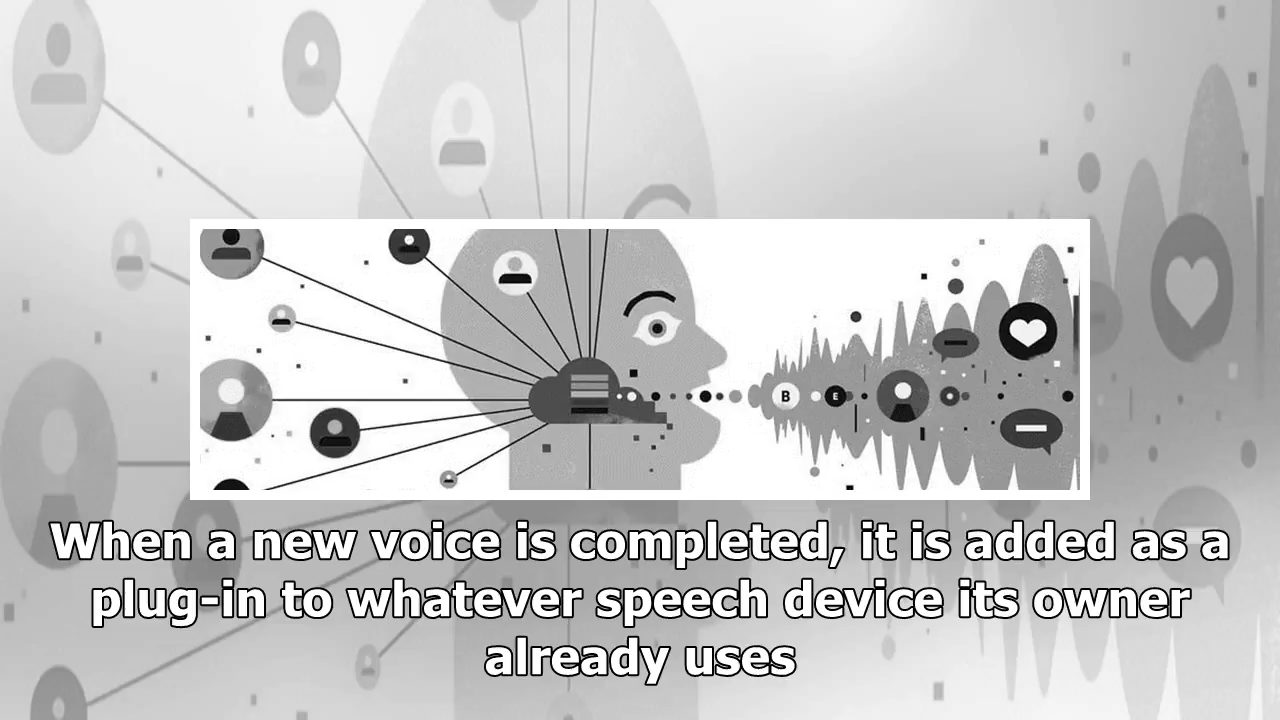 B
E
When a new voice is completed, it is added as a
plug-in to whatever speech device its owner
already uses